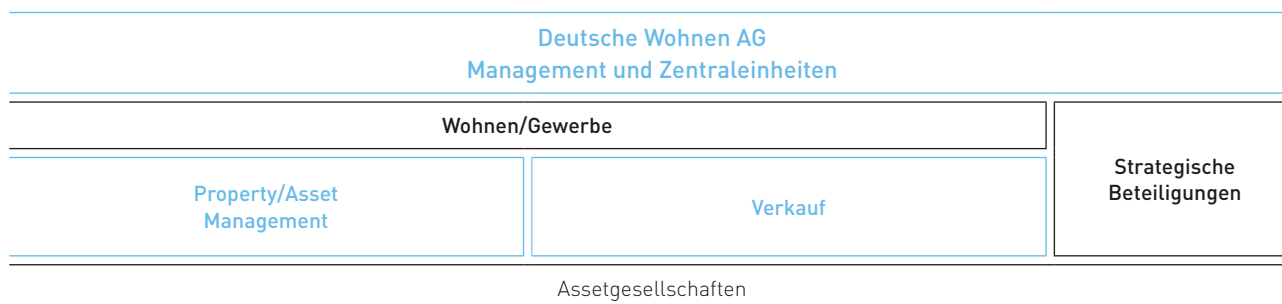 Deutsche Wohnen AG
Management und Zentraleinheiten
Wohnen/Gewerbe
Property/Asset
Management
Verkauf
Strategische
Beteiligungen
Assetgesellschaften